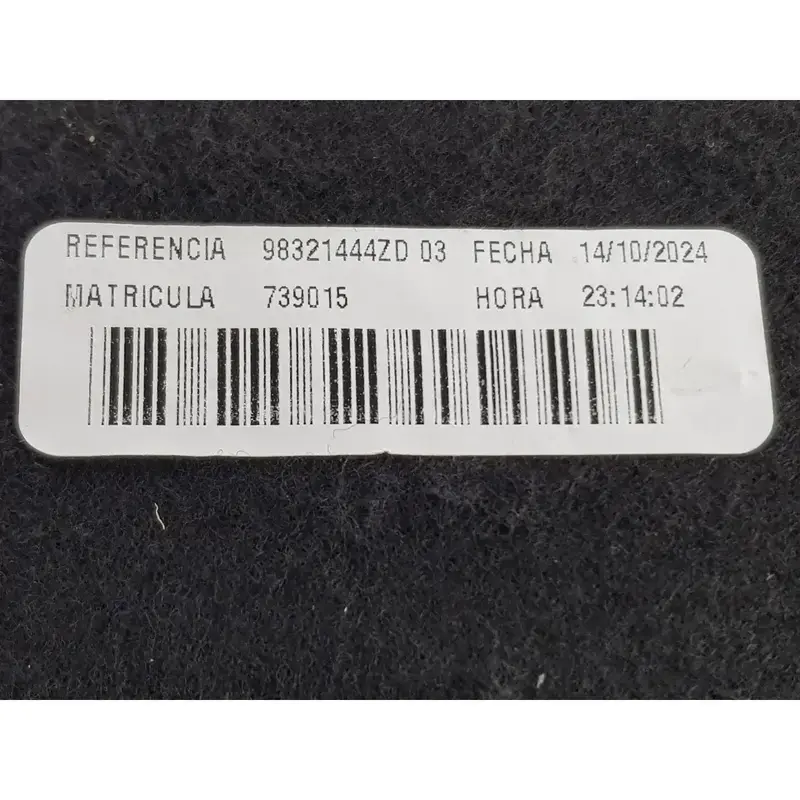 REFERENCIA 98321444ZD 03 FECHA 14/10/2024
MATRICULA 739015 HORA 23:14:02